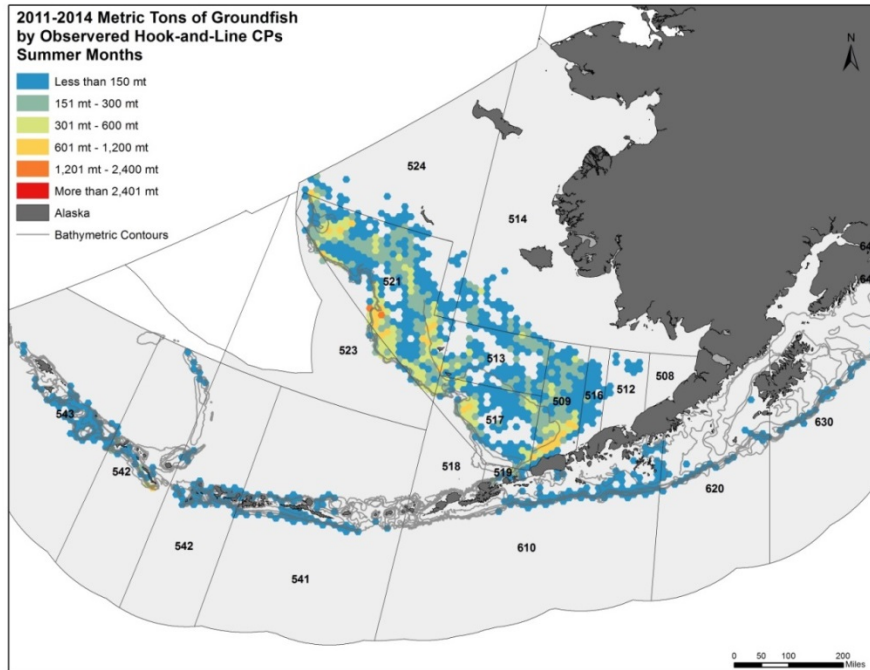 2011-2014 Metric Tons of Groundfish
by Observered Hook-and-Line CPs
Summer Months
Less than 150 mt
151 mt - 300 mt
301 mt - 600 mt
601 mt - 1,200 mt
1,201 mt - 2,400 mt
More than 2,401 mt
Alaska
Bathymetric Contours
N
524
514
521
523
513
508
512
516
509
517
543
542
518
519
630
620
610
542
541
0 50 100 200
Miles